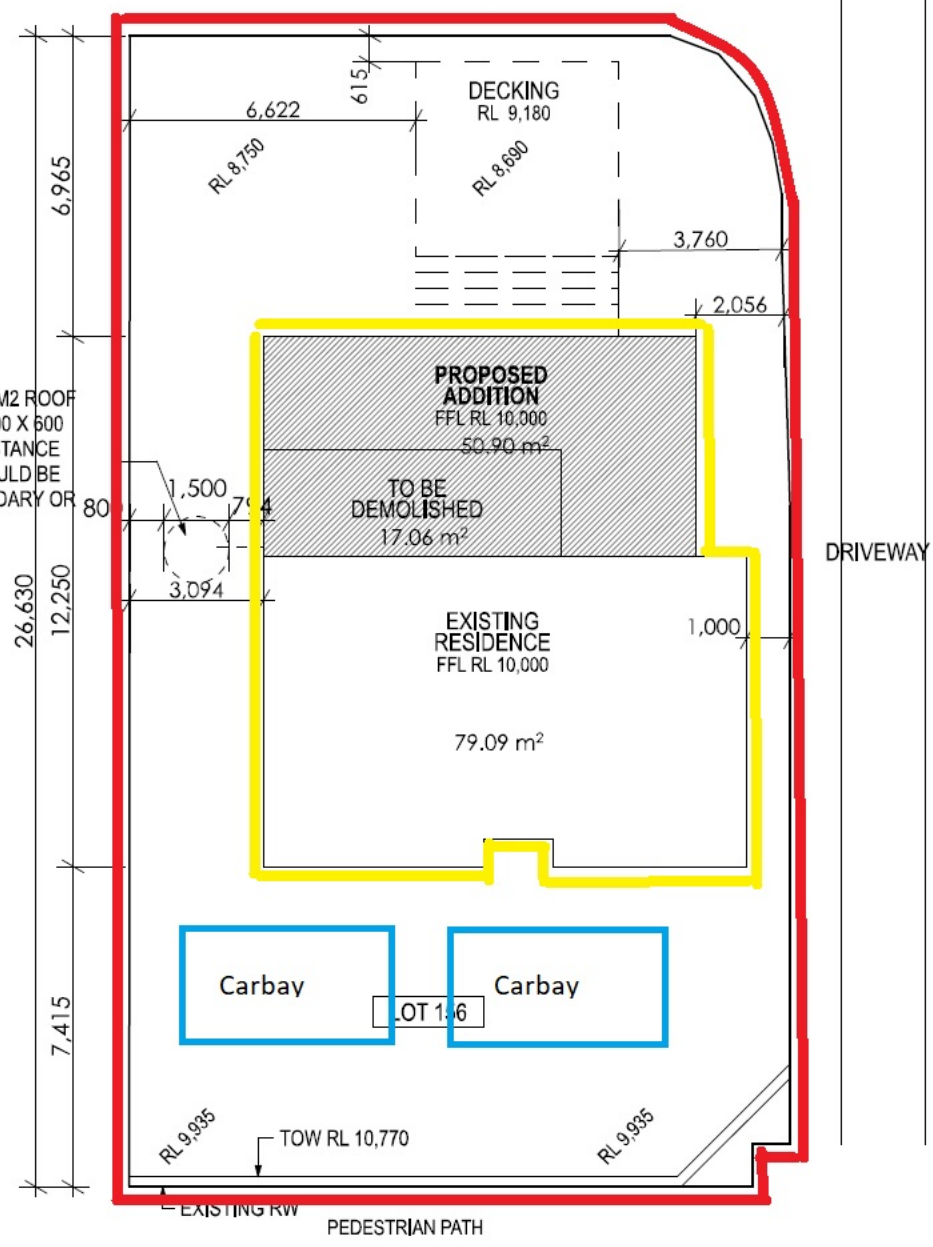 615
DECKING
RL 9,180
6,622
RL 8,750
RL 8,690
6,965
3,760
2,056
PROPOSED
ADDITION
FFL RL 10,000
50.90 m²
M2 ROOF
00 X 600
TANCE
ULD BE
DARY OR
1,500
794
80
TO BE
DEMOLISHED
17.06 m²
DRIVEWAY
3,094
26,630
12,250
EXISTING
RESIDENCE
FFL RL 10,000
1,000
79.09 m²
Carbay
Carbay
LOT 156
7,415
RL 9,935
TOW RL 10,770
RL 9,935
EXISTING RW
PEDESTRIAN PATH